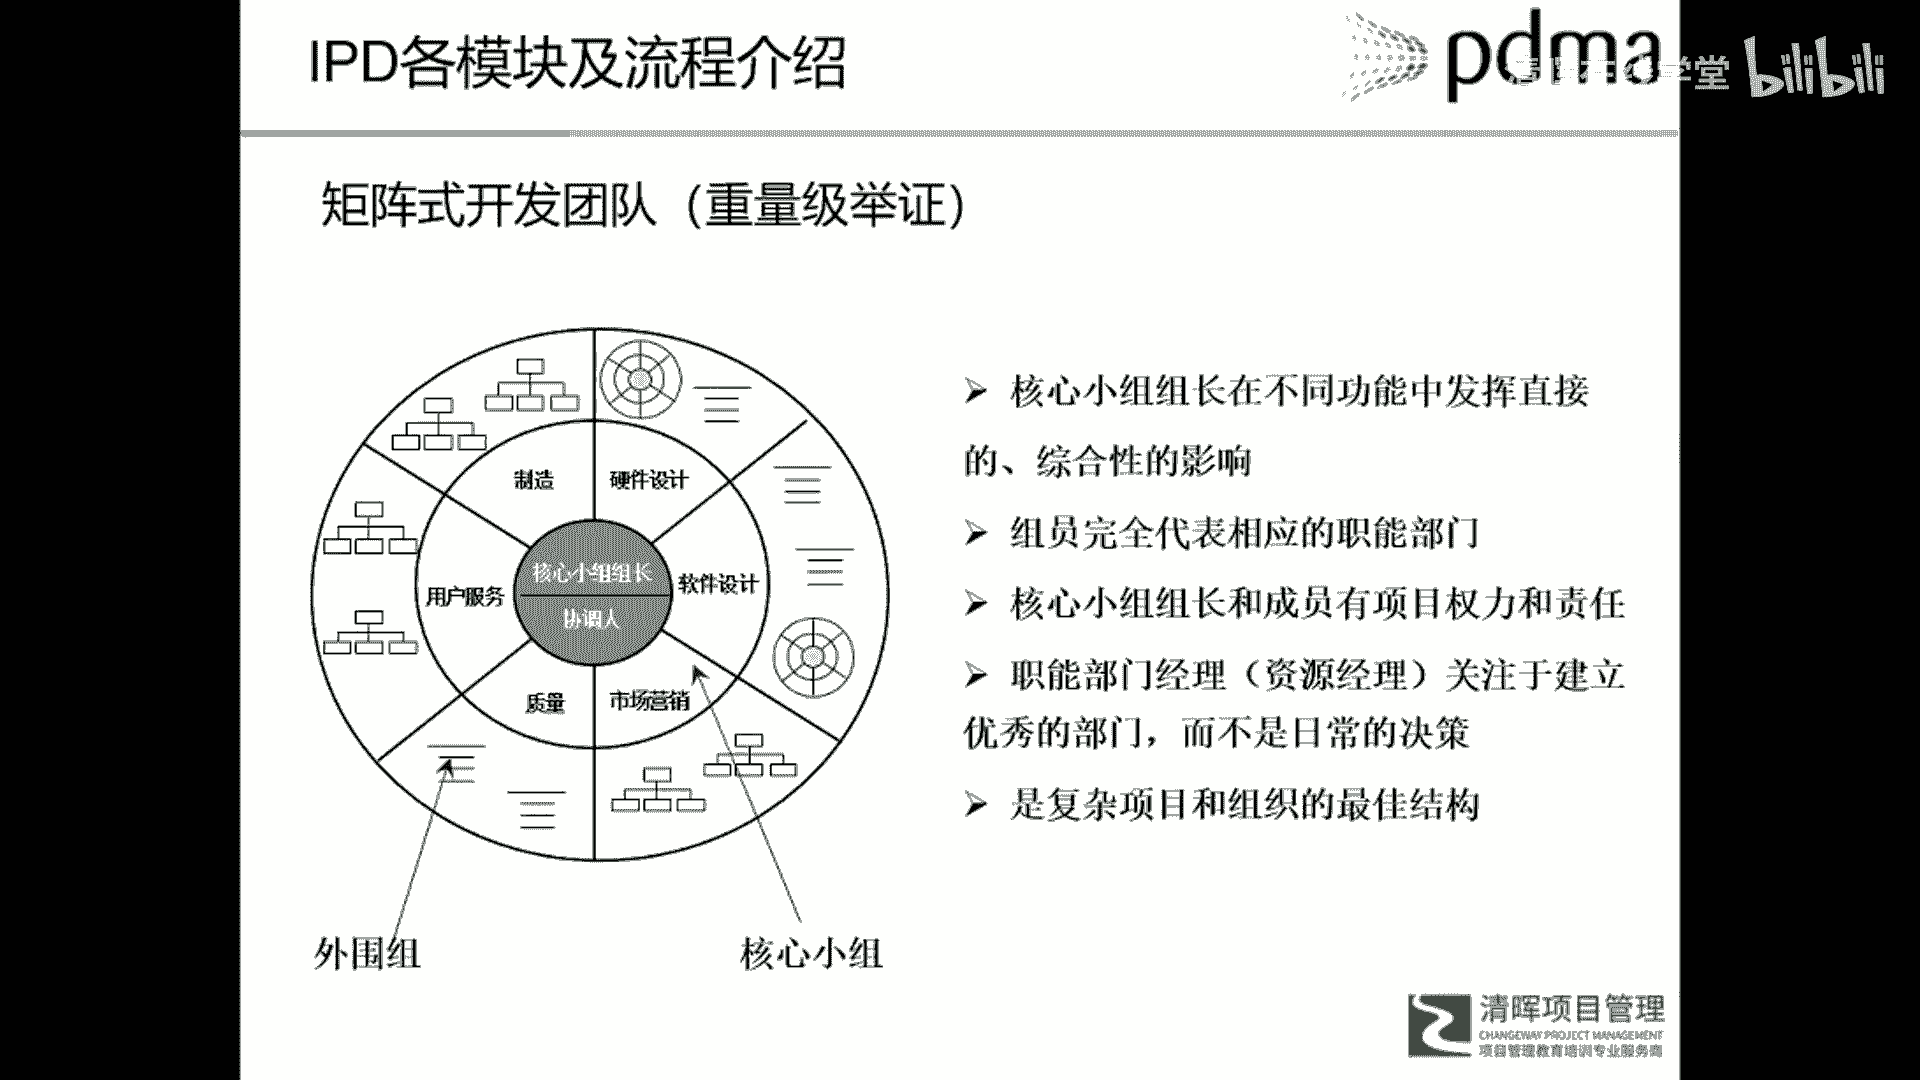 IPD各模块及流程介绍
pdma
学堂 bilibili
矩阵式开发团队（重量级举证）
制造
硬件设计
用户服务
核心小组组长
协调人
软件设计
质量
市场营销
外围组
核心小组
➢ 核心小组组长在不同功能中发挥直接
的、综合性的影响
➢ 组员完全代表相应的职能部门
➢ 核心小组组长和成员有项目权力和责任
➢ 职能部门经理（资源经理）关注于建立
优秀的部门，而不是日常的决策
➢ 是复杂项目和组织的最佳结构
清晖项目管理
CHANGEWAY PROJECT MANAGEMENT
项目管理教育培训专业服务商